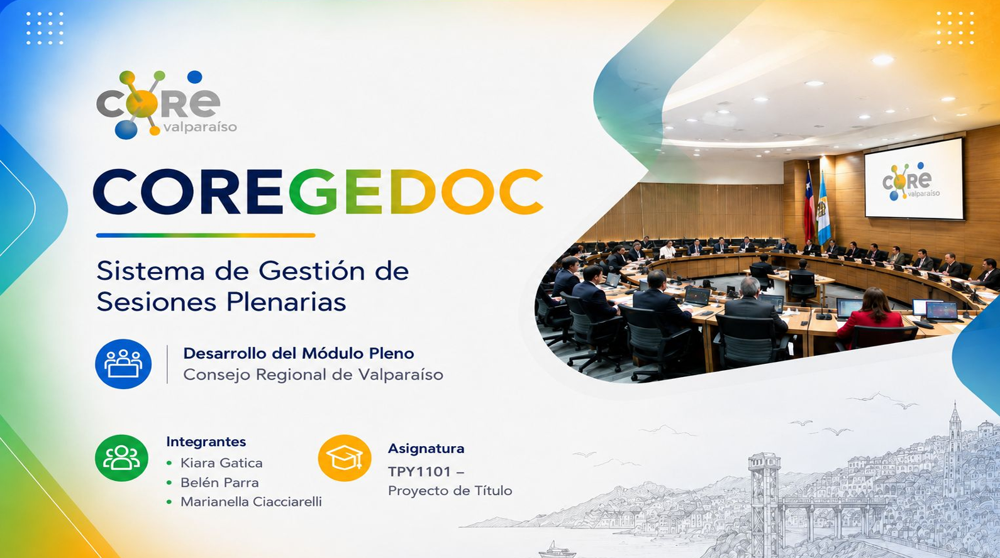 CORE
valparaíso
COREGEDOC
Sistema de Gestión de
Sesiones Plenarias
Desarrollo del Módulo Pleno
Consejo Regional de Valparaíso
Integrantes
• Kiara Gatica
• Belén Parra
• Marianella Ciacciarelli
Asignatura
TPY1101 –
Proyecto de Título
CORE
valparaíso